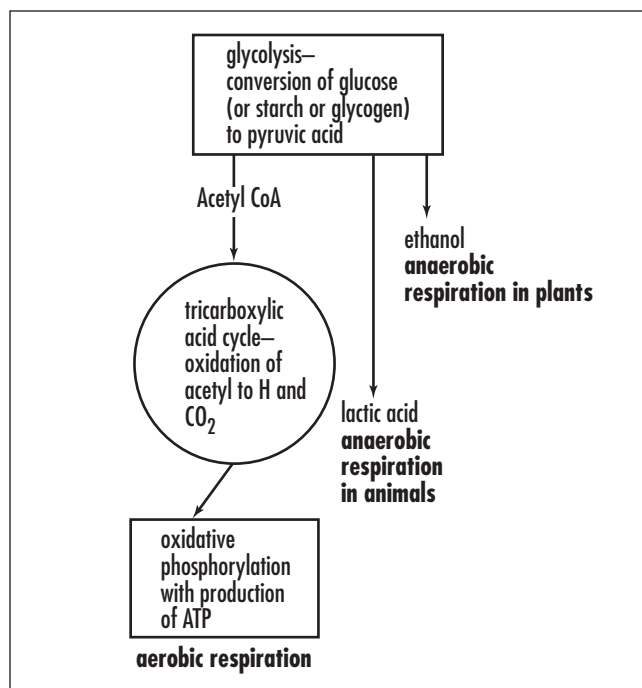 glycolysis–
conversion of glucose
(or starch or glycogen)
to pyruvic acid
Acetyl CoA
ethanol
anaerobic
respiration in plants
tricarboxylic
acid cycle–
oxidation of
acetyl to H and
CO₂
lactic acid
anaerobic
respiration
in animals
oxidative
phosphorylation
with production
of ATP
aerobic respiration